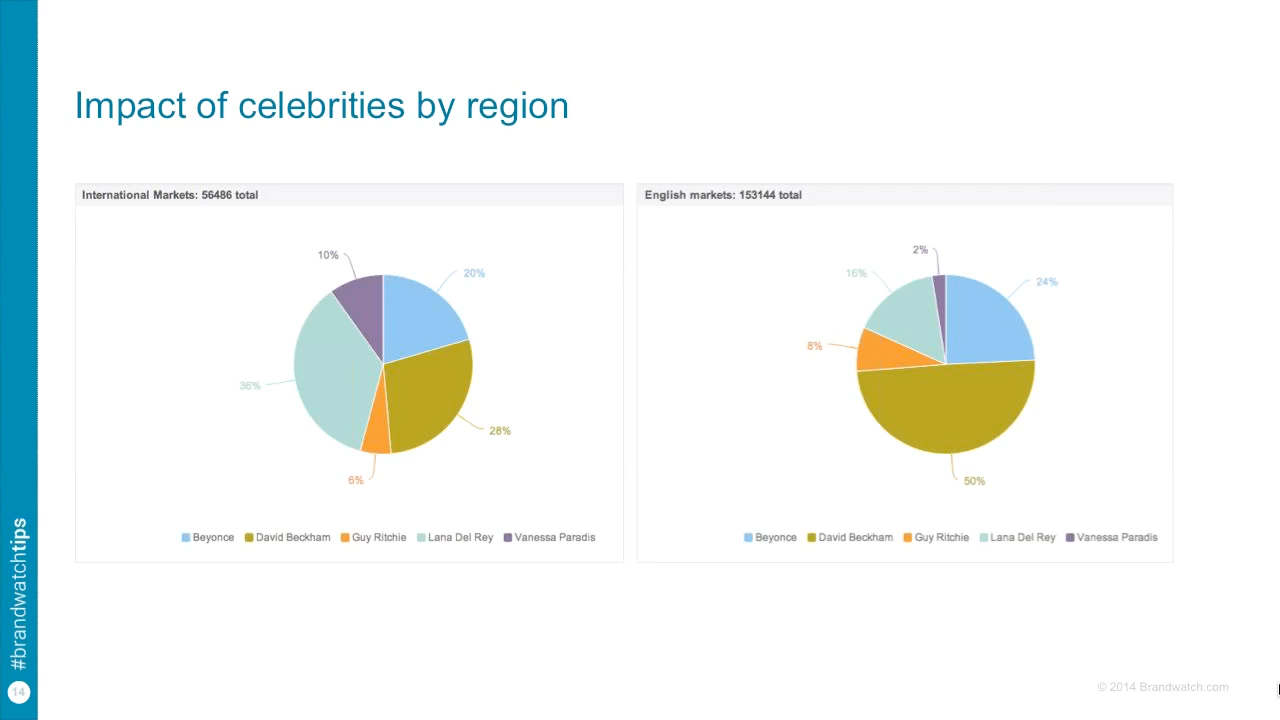 Impact of celebrities by region
International Markets: 56486 total
10%
20%
36%
28%
6%
Beyonce David Beckham Guy Ritchie Lana Del Rey Vanessa Paradis
English markets: 153144 total
2%
16%
24%
8%
50%
Beyonce David Beckham Guy Ritchie Lana Del Rey Vanessa Paradis
#brandwatchtips
14
© 2014 Brandwatch.com